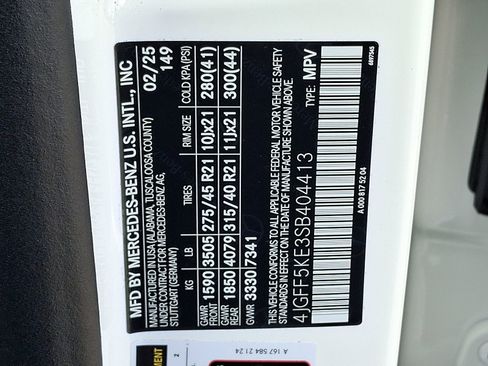 MFD BY MERCEDES-BENZ U.S. INTL., INC
MANUFACTURED IN USA (ALABAMA, TUSCALOOSA COUNTY)
UNDER CONTRACT FOR MERCEDES-BENZ AG,
STUTTGART (GERMANY)
02/25
149
KG LB TIRES RIM SIZE COLD KPA (PSI)
GAWR FRONT 1590 3505 275/45 R21 (10Jx21 280(41)
GAWR REAR 1850 4079 315/40 R21 (11Jx21 300(44)
GVWR 3330/7341
THIS VEHICLE CONFORMS TO ALL APPLICABLE FEDERAL MOTOR VEHICLE SAFETY
STANDARDS IN EFFECT ON THE DATE OF MANUFACTURE SHOWN ABOVE.
4JGFF5KE3SB404413 TYPE: MPV
A 000 817 52 04
6897545
A 167 584 21 24
2